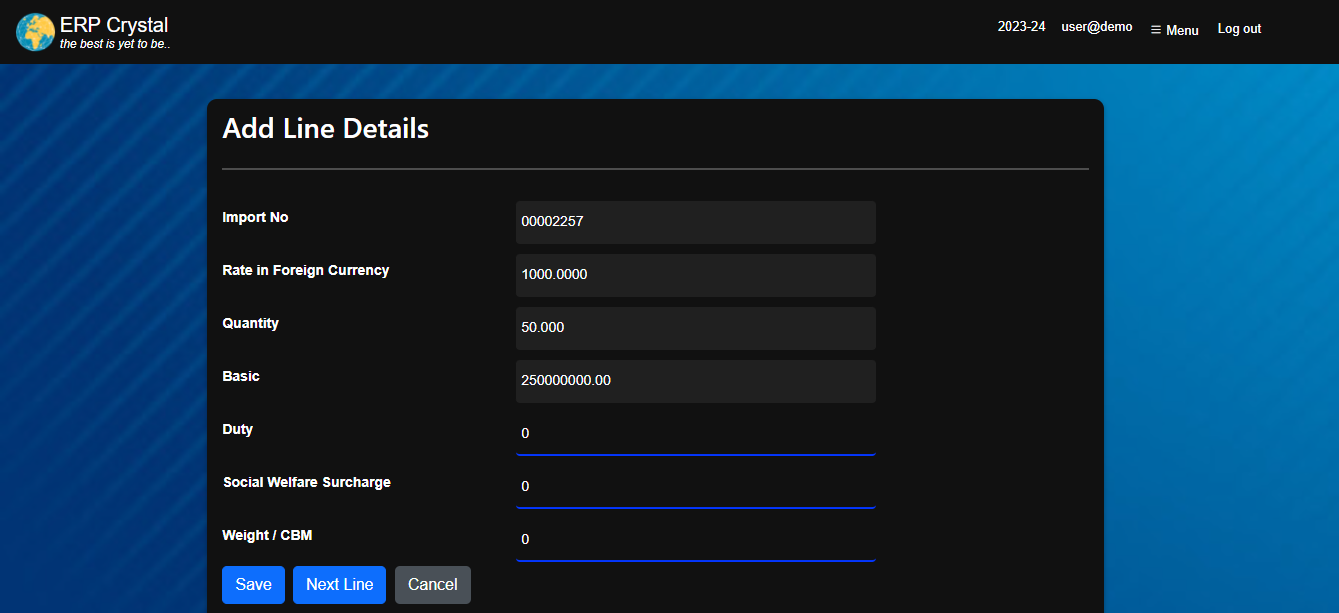 ERP Crystal
the best is yet to be..
2023-24 user@demo ☰ Menu Log out
Add Line Details
Import No 00002257
Rate in Foreign Currency 1000.0000
Quantity 50.000
Basic 250000000.00
Duty 0
Social Welfare Surcharge 0
Weight / CBM 0
Save Next Line Cancel